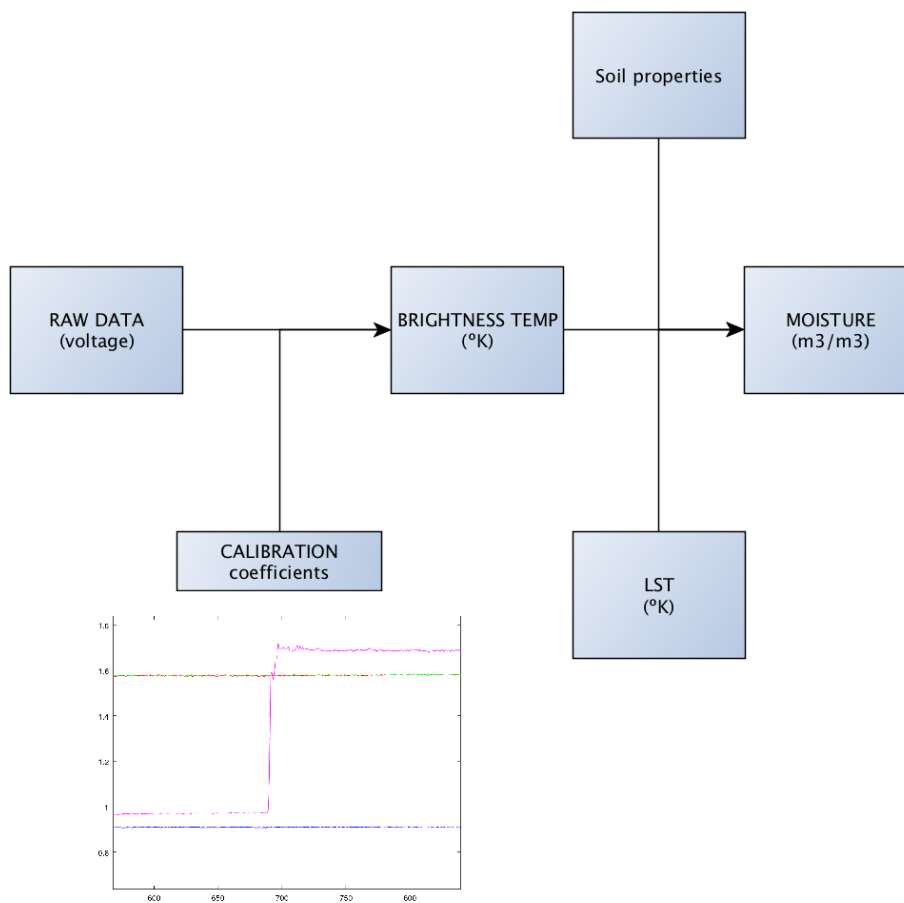 Soil properties
RAW DATA
(voltage)
BRIGHTNESS TEMP
(ºK)
MOISTURE
(m3/m3)
CALIBRATION
coefficients
LST
(ºK)
1.8
1.6
1.4
1.2
1
0.8
600
650
700
750
800